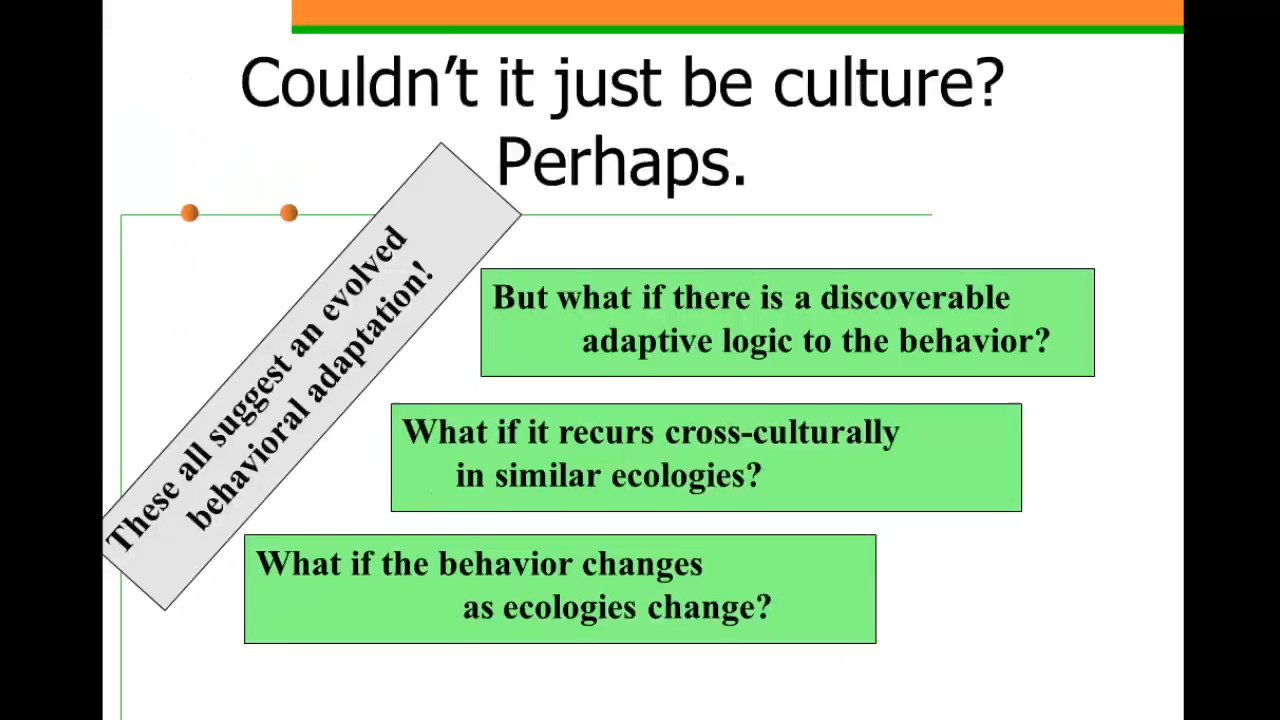 Couldn't it just be culture?
Perhaps.
These all suggest an evolved
behavioral adaptation!
But what if there is a discoverable
adaptive logic to the behavior?
What if it recurs cross-culturally
in similar ecologies?
What if the behavior changes
as ecologies change?